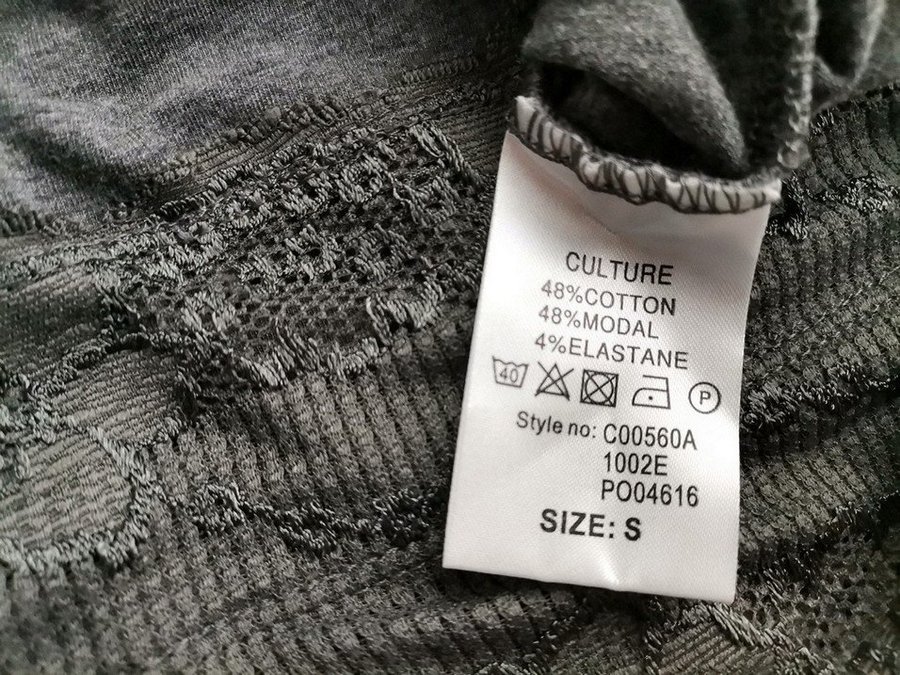 CULTURE
48%COTTON
48%MODAL
4%ELASTANE
40 P
Style no: C00560A
1002E
PO04616
SIZE: S